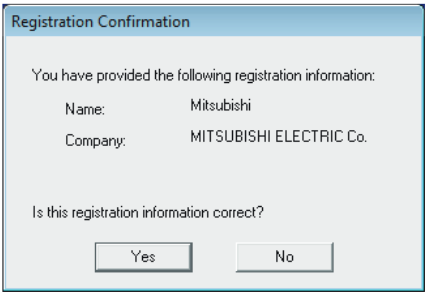 Registration Confirmation
You have provided the following registration information:
Name: Mitsubishi
Company: MITSUBISHI ELECTRIC Co.
Is this registration information correct?
Yes No